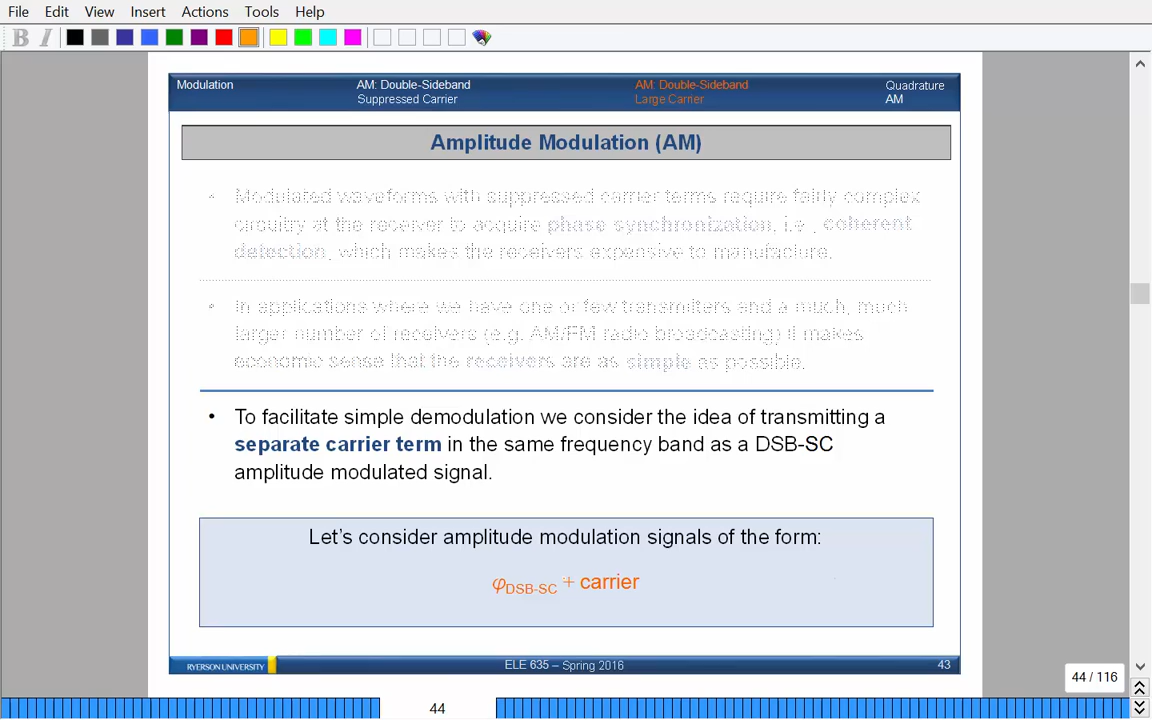 File Edit View Insert Actions Tools Help
B I
Modulation
AM: Double-Sideband
Suppressed Carrier
AM: Double-Sideband
Large Carrier
Quadrature
AM
Amplitude Modulation (AM)
• Modulated waveforms with suppressed carrier terms require fairly complex
circuitry at the receiver to acquire phase synchronization, i.e., coherent
detection, which makes the receivers expensive to manufacture.
• In applications where we have one or few transmitters and a much, much
larger number of receivers (e.g. AM/FM radio broadcasting) it makes
economic sense that the receivers are as simple as possible.
• To facilitate simple demodulation we consider the idea of transmitting a
separate carrier term in the same frequency band as a DSB-SC
amplitude modulated signal.
Let's consider amplitude modulation signals of the form:
φDSB-SC + carrier
RYERSON UNIVERSITY
ELE 635 – Spring 2016
43
44 / 116
44